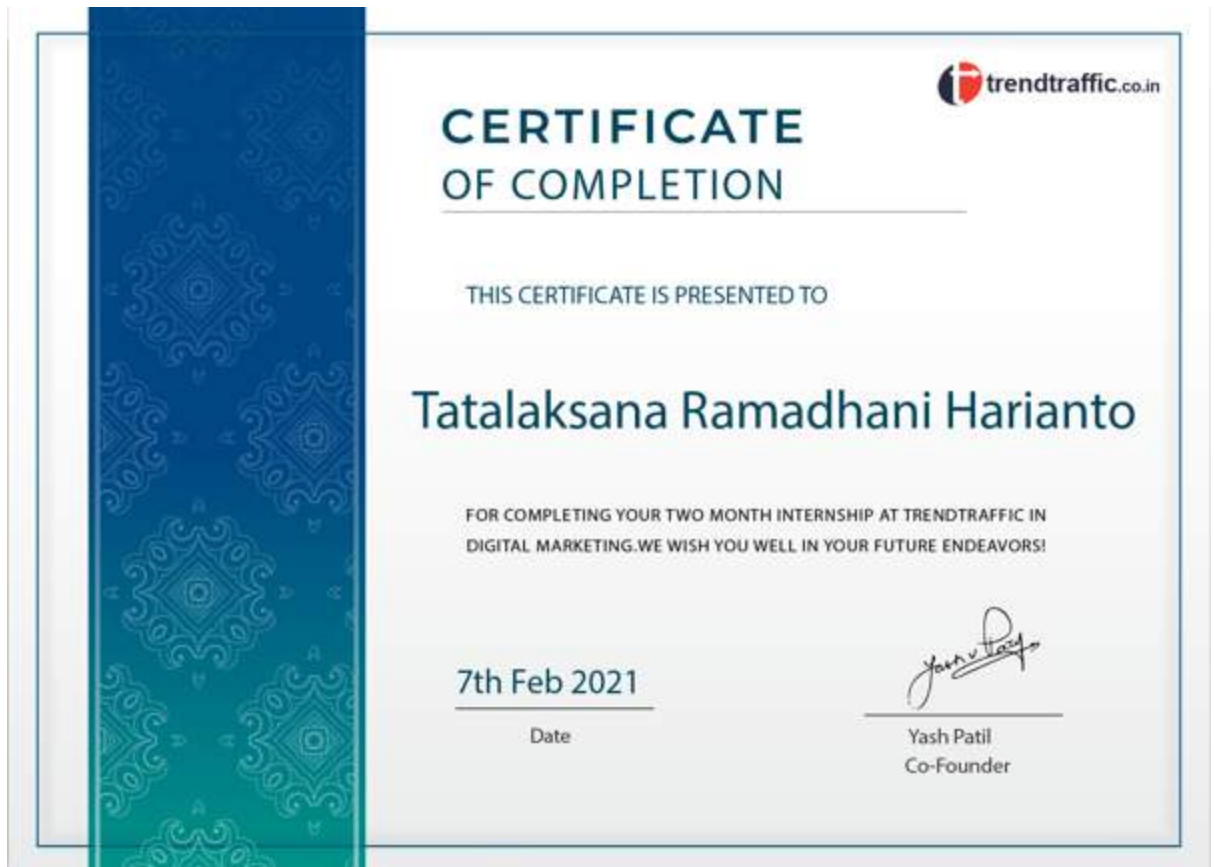 trendtraffic.co.in
CERTIFICATE
OF COMPLETION
THIS CERTIFICATE IS PRESENTED TO
Tatalaksana Ramadhani Harianto
FOR COMPLETING YOUR TWO MONTH INTERNSHIP AT TRENDTRAFFIC IN
DIGITAL MARKETING.WE WISH YOU WELL IN YOUR FUTURE ENDEAVORS!
7th Feb 2021
Date
Yash Patil
Co-Founder